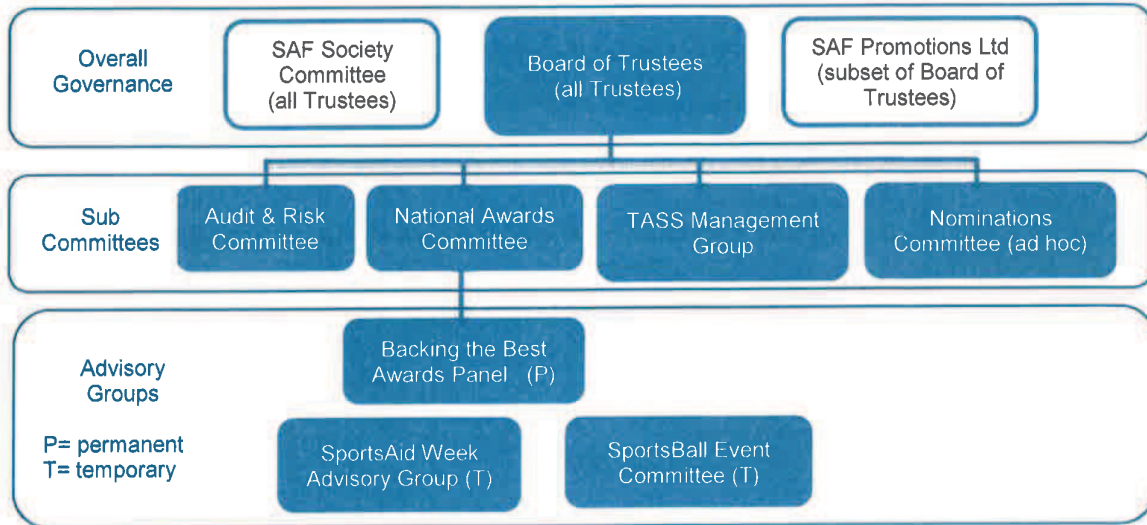 Overall
Governance
SAF Society
Committee
(all Trustees)
Board of Trustees
(all Trustees)
SAF Promotions Ltd
(subset of Board of
Trustees)
Sub
Committees
Audit & Risk
Committee
National Awards
Committee
TASS Management
Group
Nominations
Committee (ad hoc)
Advisory
Groups
P= permanent
T= temporary
Backing the Best
Awards Panel (P)
SportsAid Week
Advisory Group (T)
SportsBall Event
Committee (T)